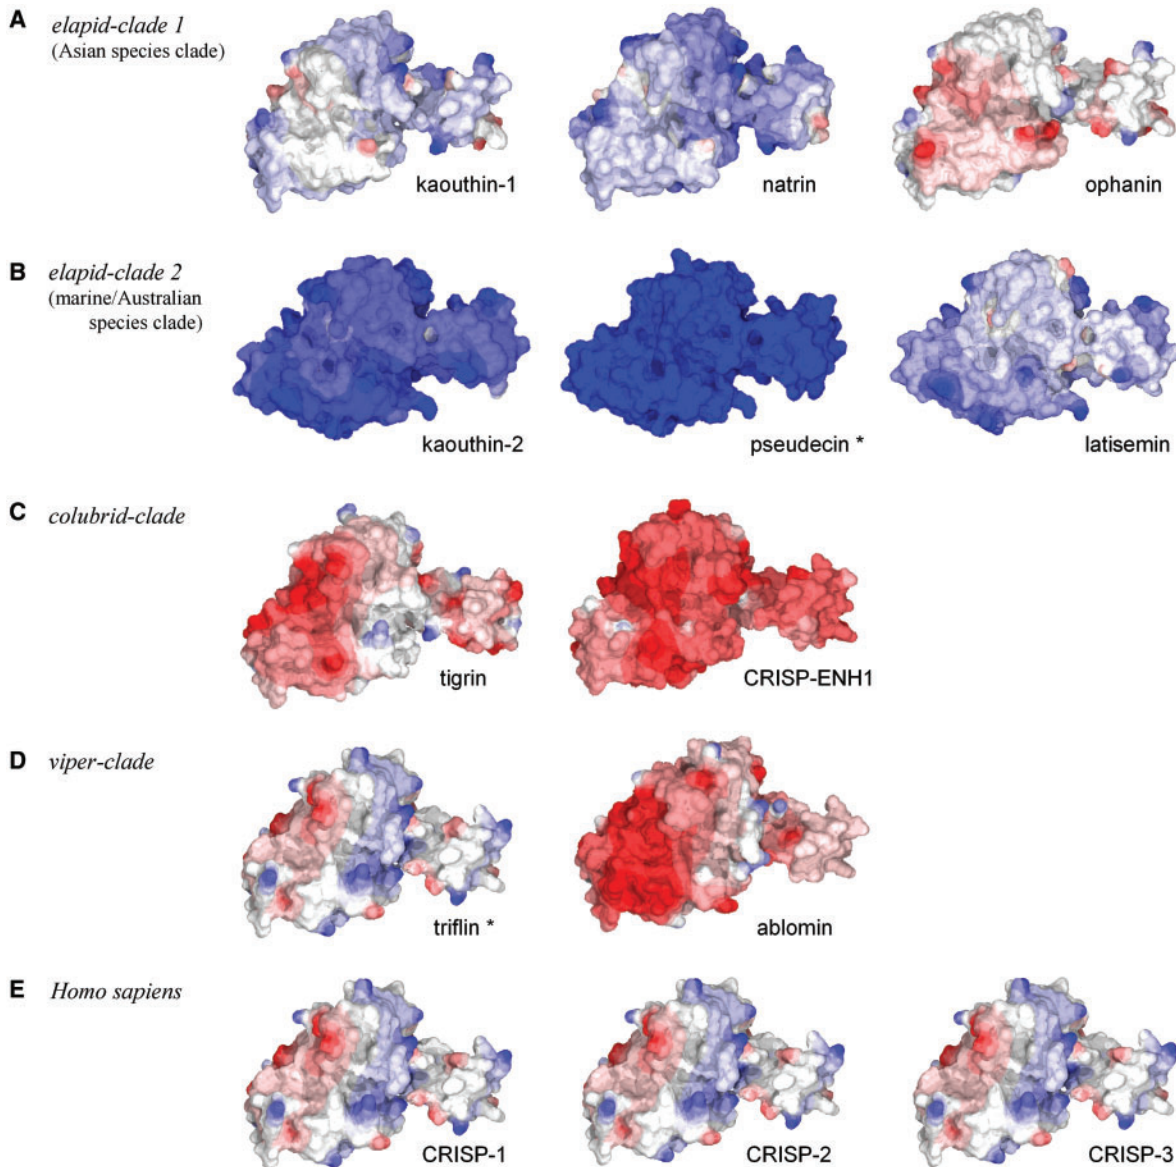 A elapid-clade 1
(Asian species clade)
kaouthin-1
natrin
ophanin
B elapid-clade 2
(marine/Australian
species clade)
kaouthin-2
pseudecin *
latisemin
C colubrid-clade
tigrin
CRISP-ENH1
D viper-clade
triflin *
ablomin
E Homo sapiens
CRISP-1
CRISP-2
CRISP-3